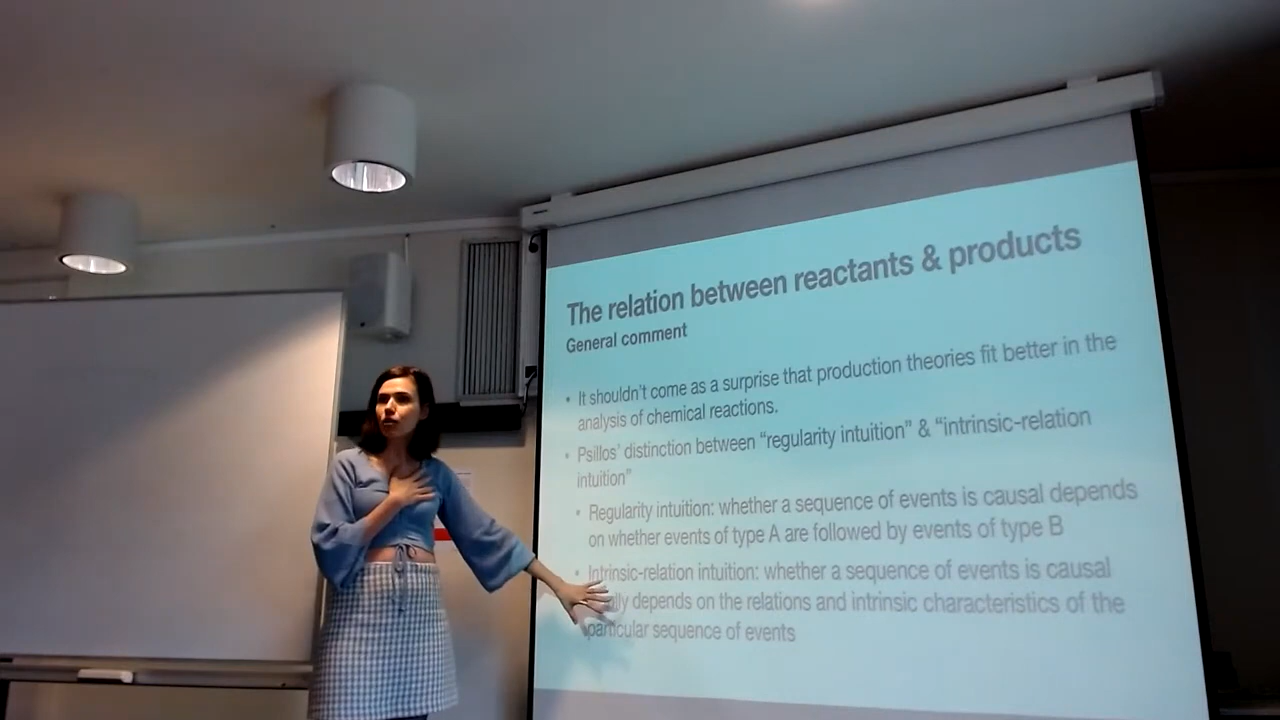 The relation between reactants & products
General comment
• It shouldn't come as a surprise that production theories fit better in the
analysis of chemical reactions.
• Psillos' distinction between "regularity intuition" & "intrinsic-relation
intuition"
• Regularity intuition: whether a sequence of events is causal depends
on whether events of type A are followed by events of type B
• Intrinsic-relation intuition: whether a sequence of events is causal
depends on the relations and intrinsic characteristics of the
particular sequence of events